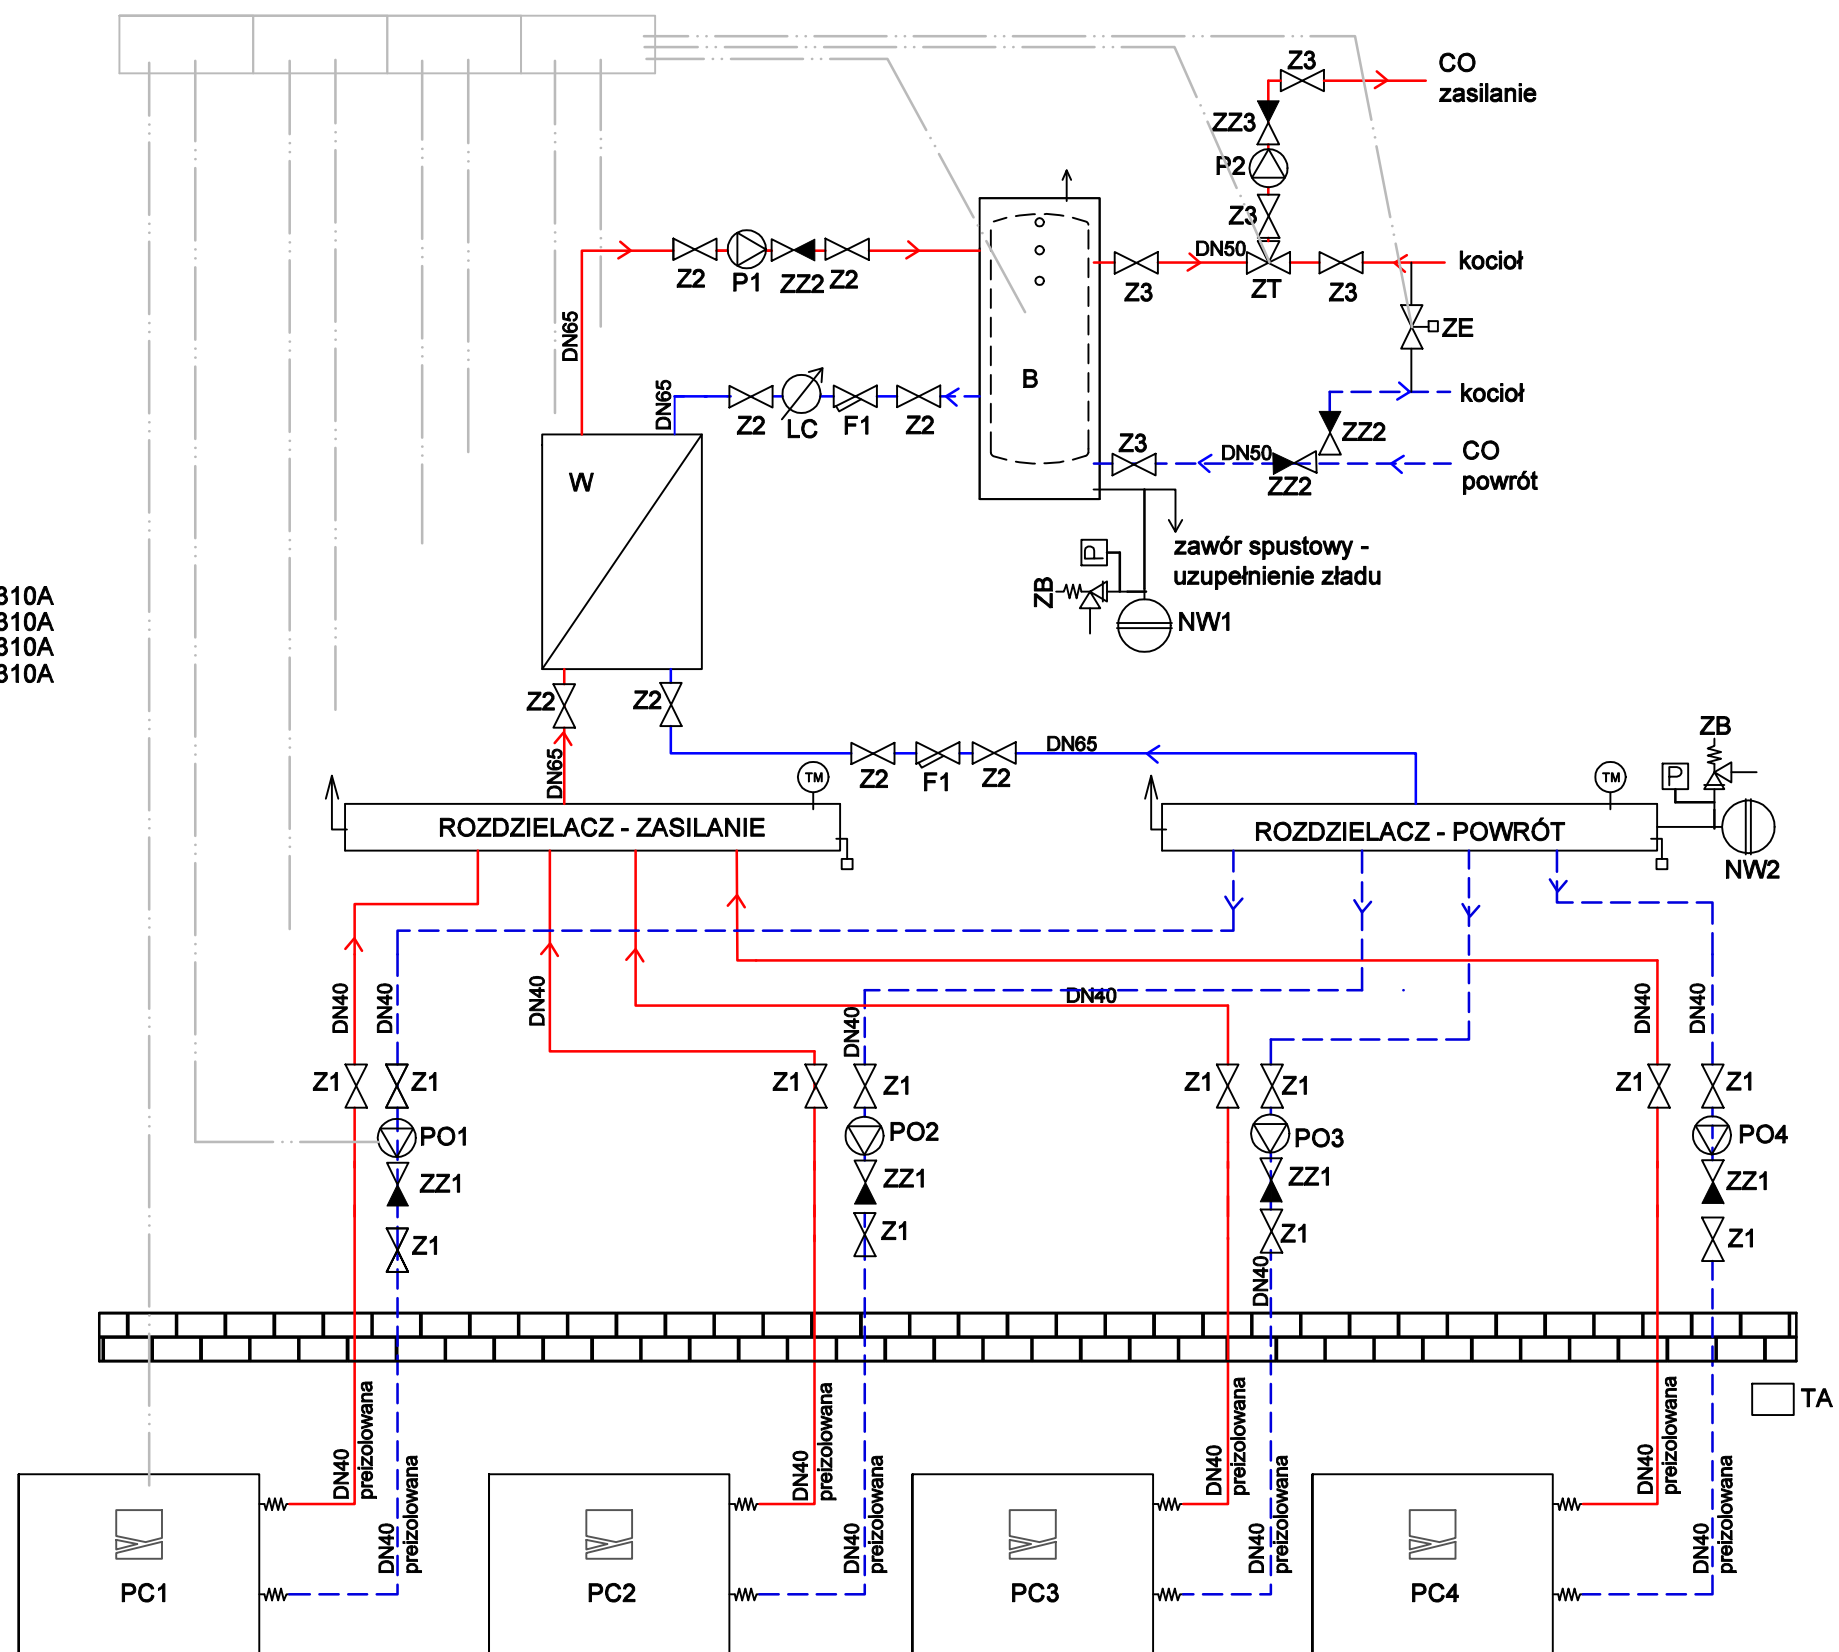 Z3
CO
zasilanie
ZZ3
P2
Z3
DN50
kocioł
Z2
P1
ZZ2
Z2
Z3
ZT
Z3
DN65
ZE
B
DN65
kocioł
Z2
LC
F1
Z2
ZZ2
Z3
DN50
CO
powrót
W
ZZ2
zawór spustowy -
uzupełnienie zładu
P
ZB
NW1
310A
310A
310A
310A
Z2
Z2
ZB
DN65
DN65
Z2
F1
Z2
TM
TM
P
ROZDZIELACZ - ZASILANIE
ROZDZIELACZ - POWRÓT
NW2
DN40
DN40
DN40
DN40
DN40
DN40
DN40
Z1
Z1
Z1
Z1
Z1
Z1
Z1
Z1
PO1
PO2
PO3
PO4
ZZ1
ZZ1
ZZ1
ZZ1
Z1
Z1
Z1
Z1
DN40
TA
DN40
preizolowana
DN40
preizolowana
DN40
preizolowana
DN40
preizolowana
DN40
preizolowana
DN40
preizolowana
DN40
preizolowana
DN40
preizolowana
PC1
PC2
PC3
PC4